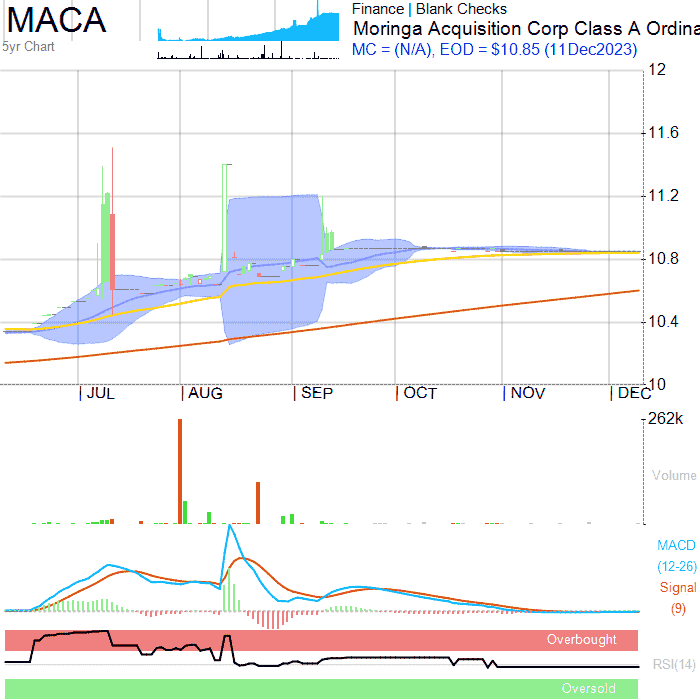 MACA
5yr Chart
Finance | Blank Checks
Moringa Acquisition Corp Class A Ordina
MC = (N/A), EOD = $10.85 (11Dec2023)
12
11.6
11.2
10.8
10.4
10
JUL AUG SEP OCT NOV DEC
262k
Volume
MACD
(12-26)
Signal
(9)
Overbought
RSI(14)
Oversold